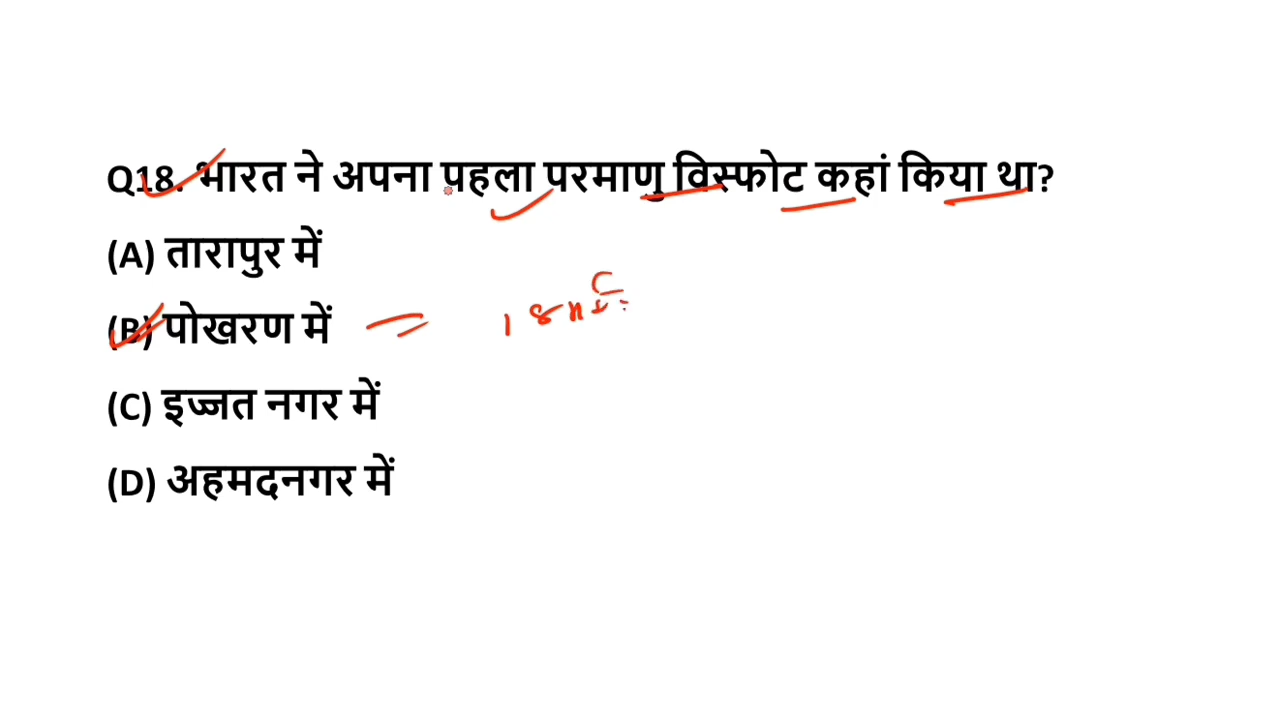 Q18. भारत ने अपना पहला परमाणु विस्फोट कहां किया था?
(A) तारापुर में
(B) पोखरण में
(C) इज्जत नगर में
(D) अहमदनगर में